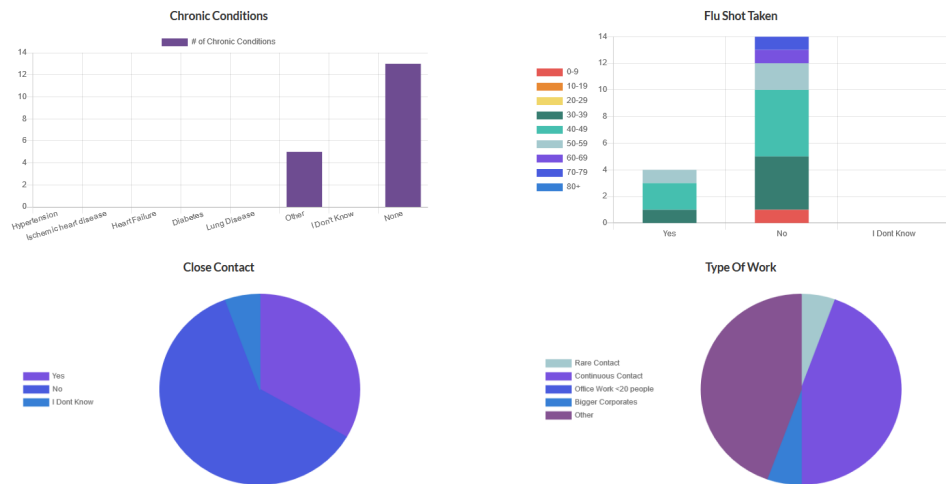 Chronic Conditions
# of Chronic Conditions
14
12
10
8
6
4
2
0
Hypertension
Ischemic heart disease
Heart Failure
Diabetes
Lung Disease
Other
I Don't Know
None
Flu Shot Taken
0-9
10-19
20-29
30-39
40-49
50-59
60-69
70-79
80+
14
12
10
8
6
4
2
0
Yes
No
I Dont Know
Close Contact
Yes
No
I Dont Know
Type Of Work
Rare Contact
Continuous Contact
Office Work <20 people
Bigger Corporates
Other